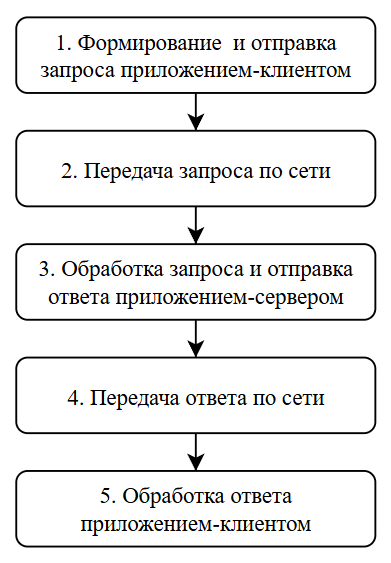 1. Формирование и отправка
запроса приложением-клиентом
2. Передача запроса по сети
3. Обработка запроса и отправка
ответа приложением-сервером
4. Передача ответа по сети
5. Обработка ответа
приложением-клиентом